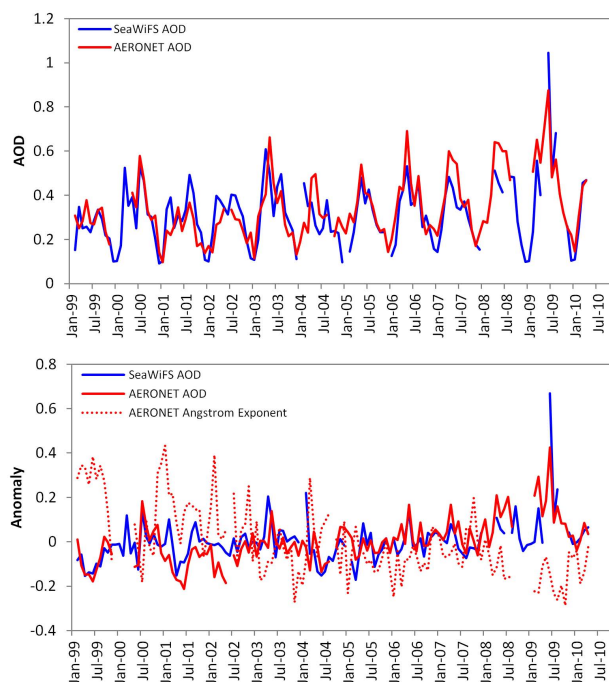 SeaWiFS AOD
AERONET AOD
AOD
1.2
1
0.8
0.6
0.4
0.2
0
Jan-99
Jul-99
Jan-00
Jul-00
Jan-01
Jul-01
Jan-02
Jul-02
Jan-03
Jul-03
Jan-04
Jul-04
Jan-05
Jul-05
Jan-06
Jul-06
Jan-07
Jul-07
Jan-08
Jul-08
Jan-09
Jul-09
Jan-10
Jul-10
SeaWiFS AOD
AERONET AOD
AERONET Angstrom Exponent
Anomaly
0.8
0.6
0.4
0.2
0
-0.2
-0.4
Jan-99
Jul-99
Jan-00
Jul-00
Jan-01
Jul-01
Jan-02
Jul-02
Jan-03
Jul-03
Jan-04
Jul-04
Jan-05
Jul-05
Jan-06
Jul-06
Jan-07
Jul-07
Jan-08
Jul-08
Jan-09
Jul-09
Jan-10
Jul-10